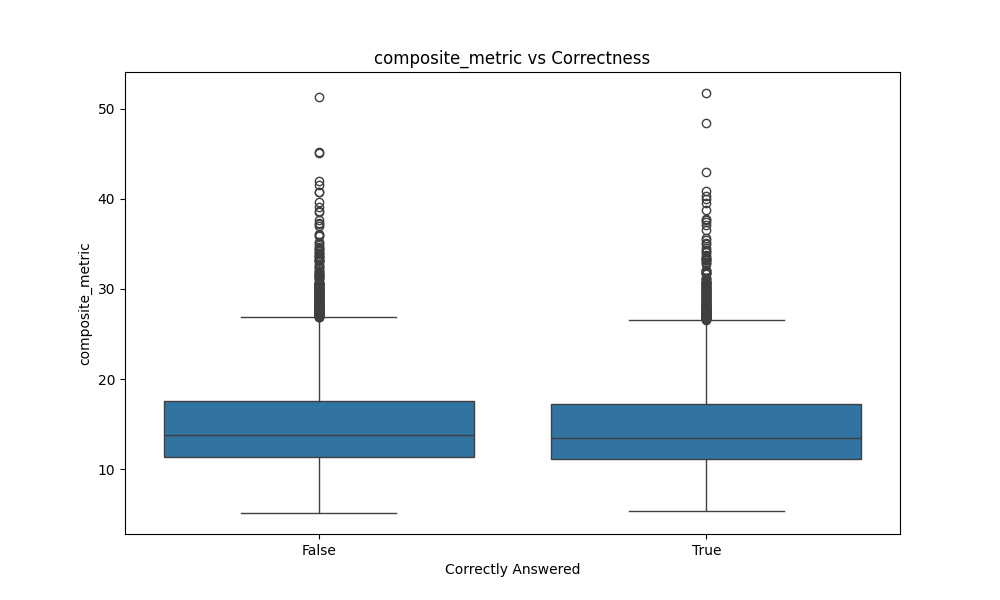 composite_metric vs Correctness
composite_metric
50
40
30
20
10
False
True
Correctly Answered